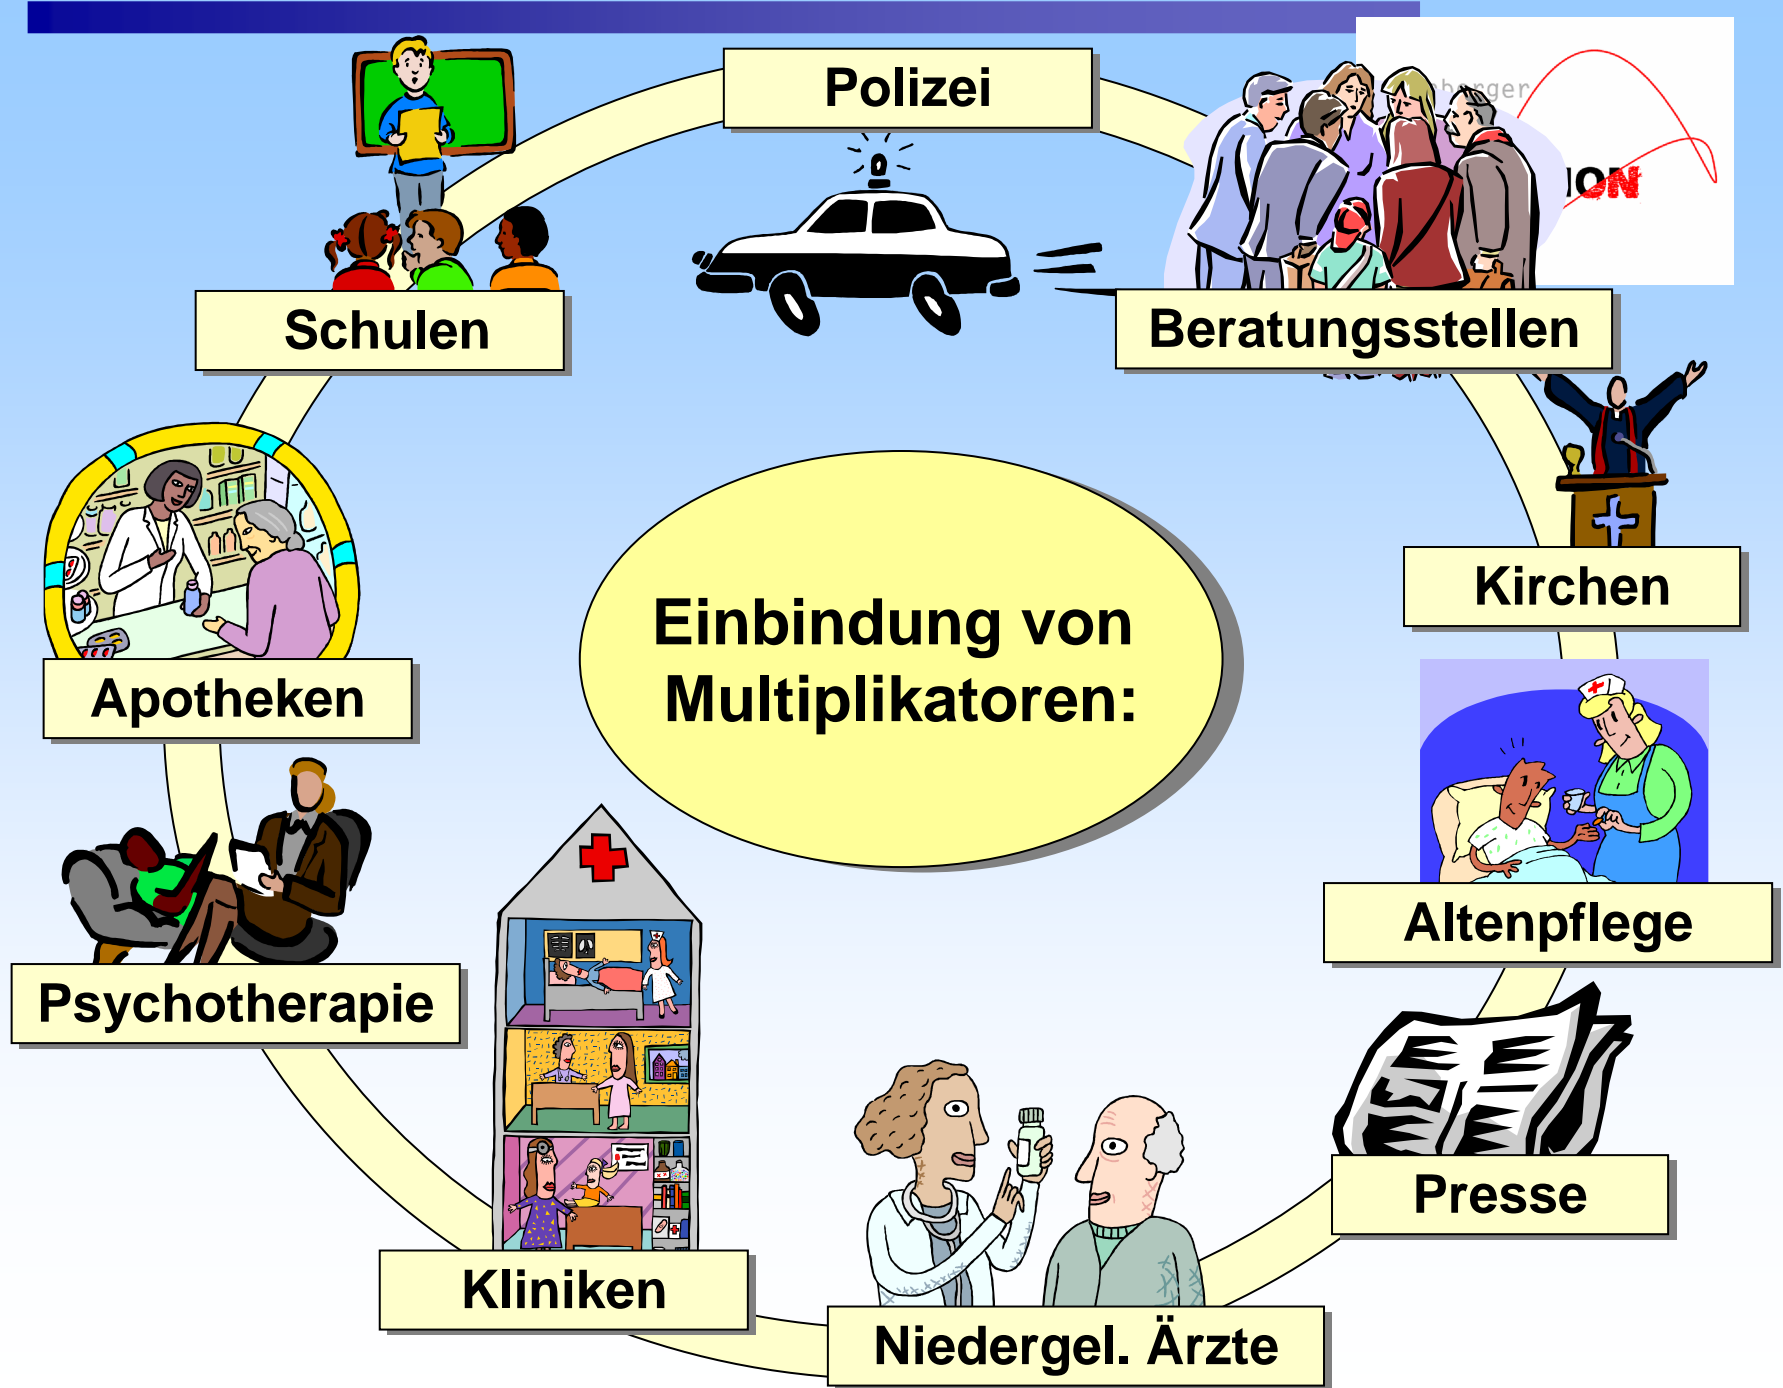 Polizei
Schulen
Beratungsstellen
Kirchen
Einbindung von
Multiplikatoren:
Apotheken
Altenpflege
Psychotherapie
Presse
Kliniken
Niedergel. Ärzte